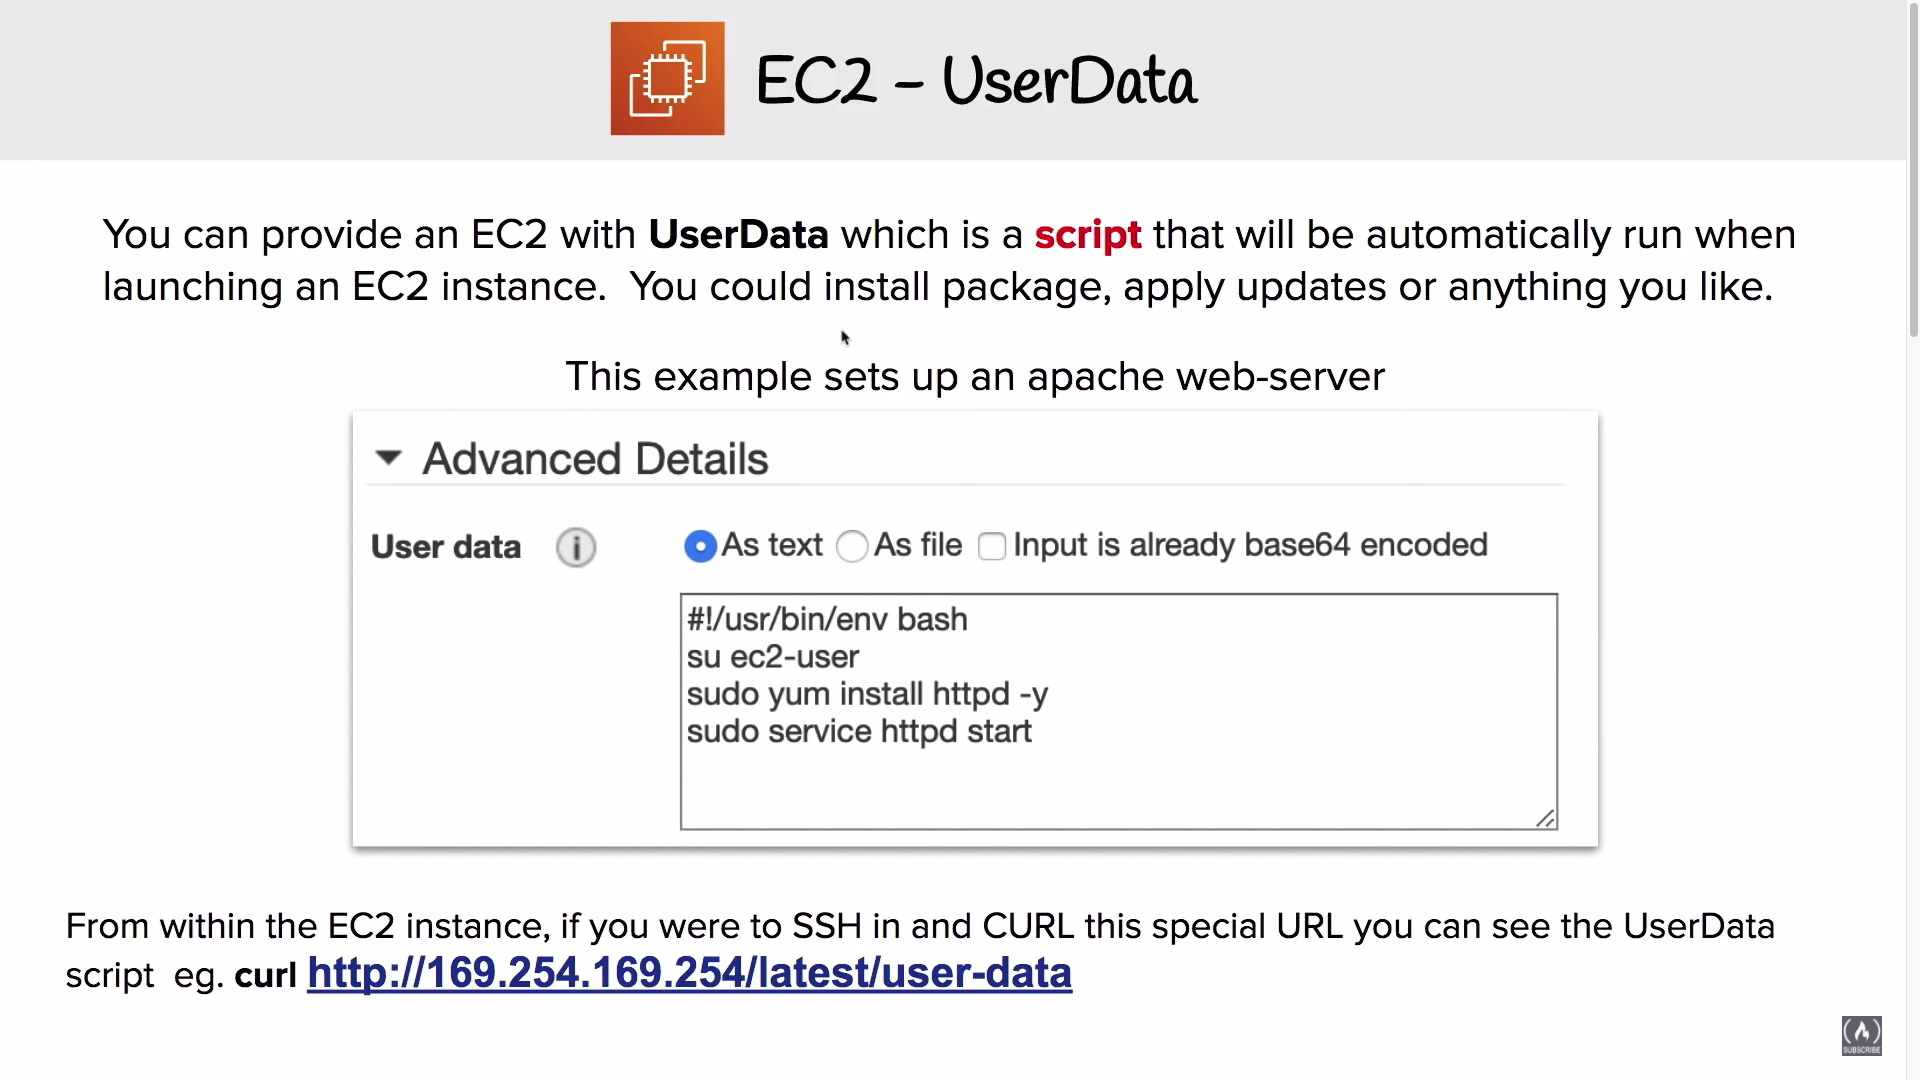 EC2 – UserData
You can provide an EC2 with UserData which is a script that will be automatically run when
launching an EC2 instance.  You could install package, apply updates or anything you like.
This example sets up an apache web-server
Advanced Details
User data As text As file Input is already base64 encoded
#!/usr/bin/env bash
su ec2-user
sudo yum install httpd -y
sudo service httpd start
From within the EC2 instance, if you were to SSH in and CURL this special URL you can see the UserData
script  eg. curl http://169.254.169.254/latest/user-data
SUBSCRIBE